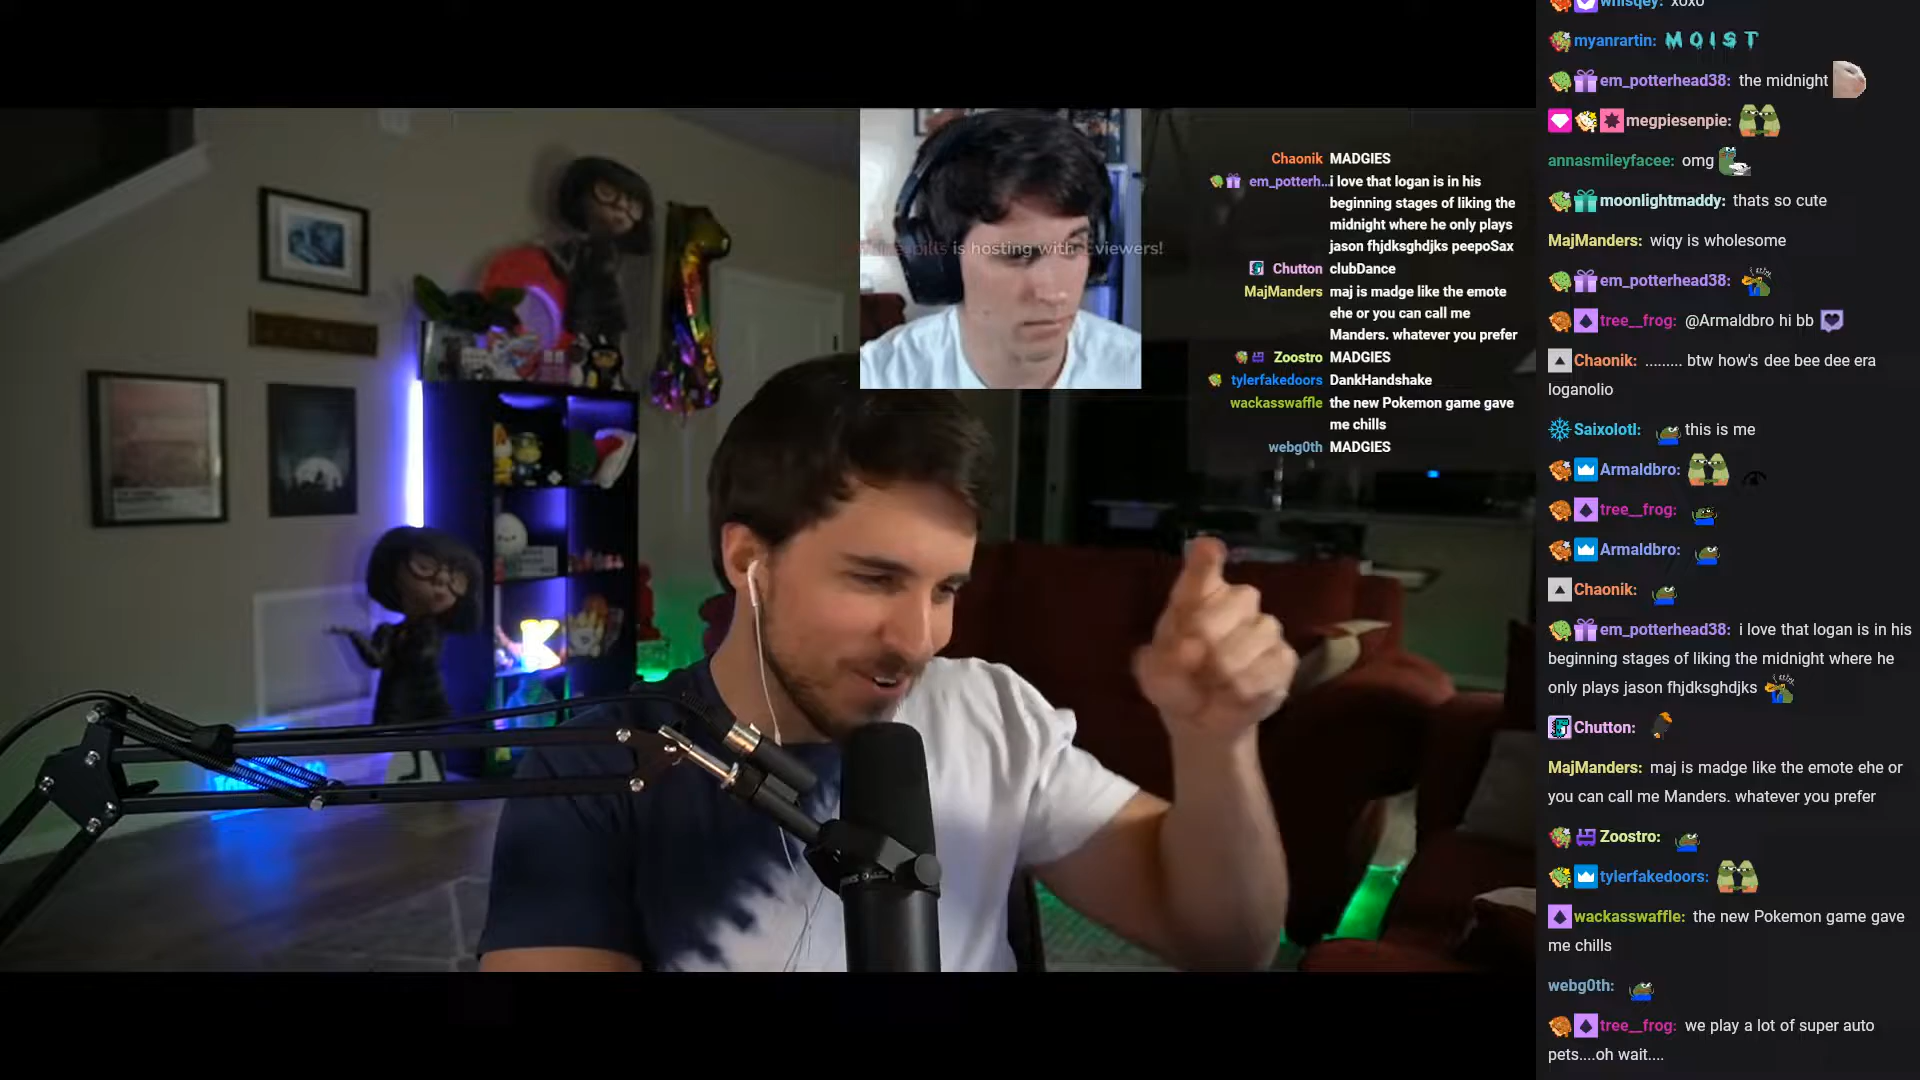 ... is hosting with ... viewers!
Chaonik MADGIES
em_potterh... i love that logan is in his
beginning stages of liking the
midnight where he only plays
jason fhjdksghdjks peepoSax
Chutton clubDance
MajManders maj is madge like the emote
ehe or you can call me
Manders. whatever you prefer
Zoostro MADGIES
tylerfakedoors DankHandshake
wackasswaffle the new Pokemon game gave
me chills
webg0th MADGIES
whisqey: xoxo
myanrartin: MOIST
em_potterhead38: the midnight
megpiesenpie:
annasmileyfacee: omg
moonlightmaddy: thats so cute
MajManders: wiqy is wholesome
em_potterhead38:
tree__frog: @Armaldbro hi bb
Chaonik: ......... btw how's dee bee dee era
loganolio
Saixolotl: this is me
Armaldbro:
tree__frog:
Armaldbro:
Chaonik:
em_potterhead38: i love that logan is in his
beginning stages of liking the midnight where he
only plays jason fhjdksghdjks
Chutton:
MajManders: maj is madge like the emote ehe or
you can call me Manders. whatever you prefer
Zoostro:
tylerfakedoors:
wackasswaffle: the new Pokemon game gave
me chills
webg0th:
tree__frog: we play a lot of super auto
pets....oh wait....